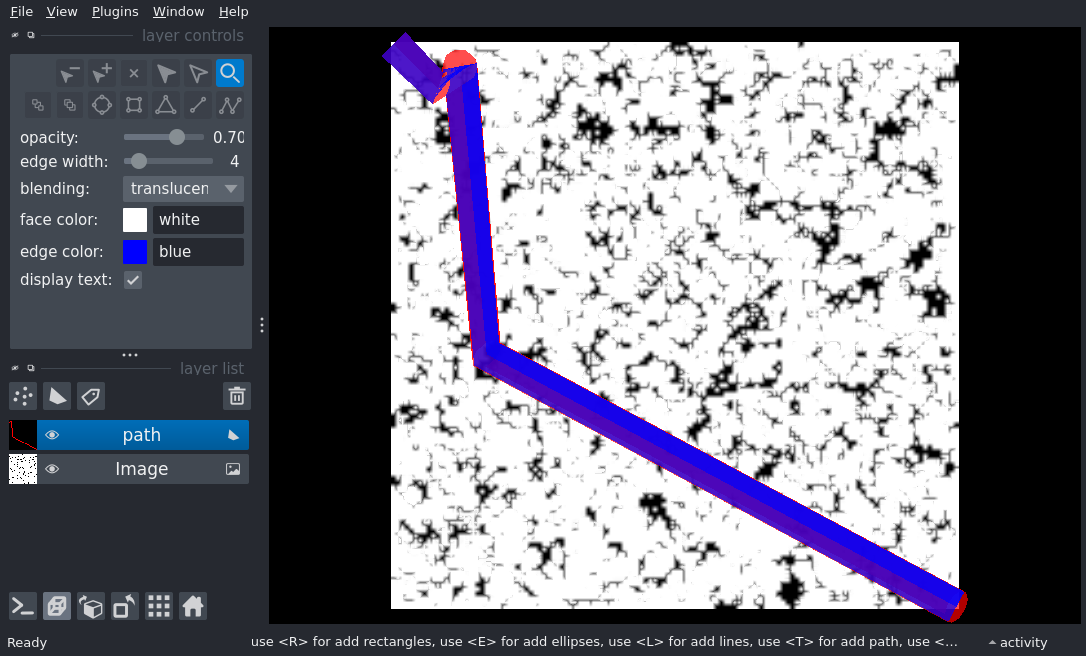 File View Plugins Window Help
layer controls
opacity: 0.70
edge width: 4
blending: translucen
face color: white
edge color: blue
display text:
layer list
path
Image
Ready
use <R> for add rectangles, use <E> for add ellipses, use <L> for add lines, use <T> for add path, use <...
activity